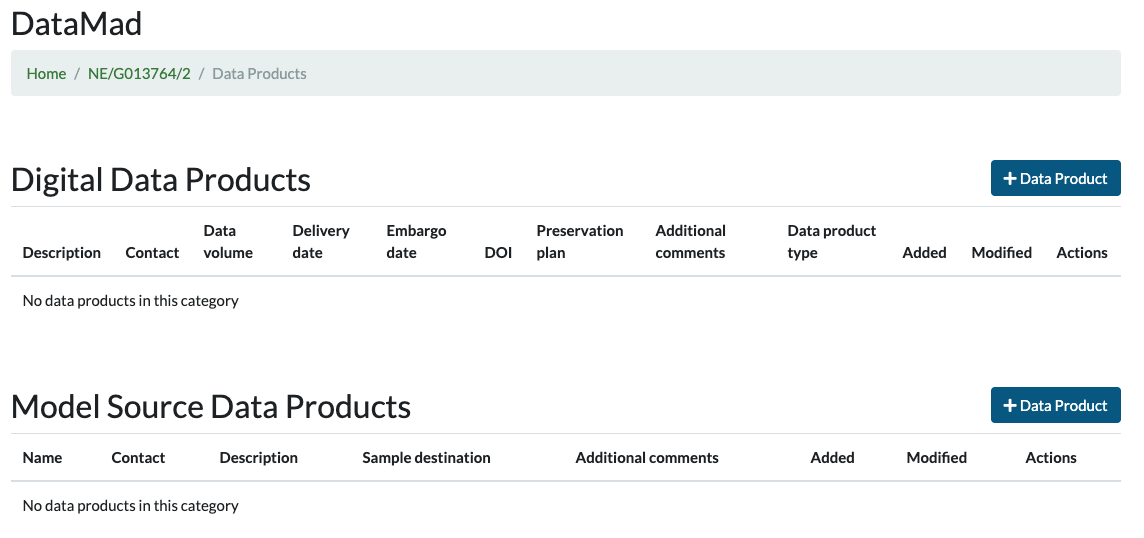 DataMad
Home / NE/G013764/2 / Data Products
Digital Data Products
+ Data Product
Description Contact Data volume Delivery date Embargo date DOI Preservation plan Additional comments Data product type Added Modified Actions
No data products in this category
Model Source Data Products
+ Data Product
Name Contact Description Sample destination Additional comments Added Modified Actions
No data products in this category